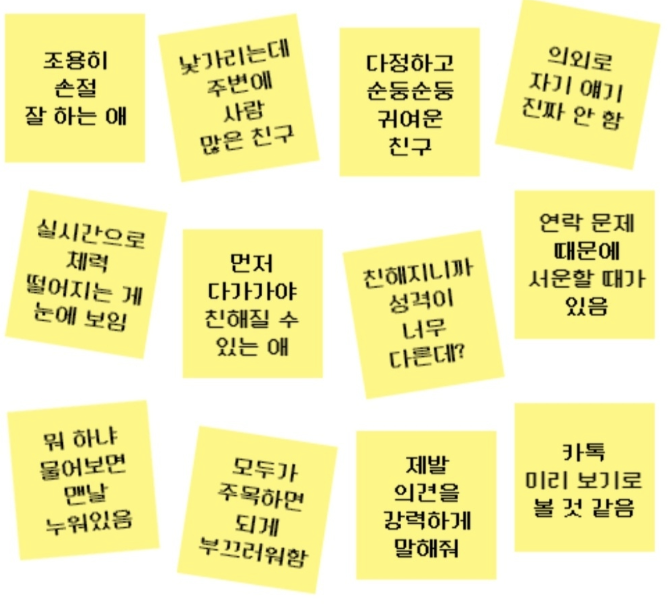 조용히
손절
잘 하는 애
낯가리는데
주변에
사람
많은 친구
다정하고
순둥순둥
귀여운
친구
의외로
자기 얘기
진짜 안 함
실시간으로
체력
떨어지는 게
눈에 보임
먼저
다가가야
친해질 수
있는 애
친해지니까
성격이
너무
다른데?
연락 문제
때문에
서운할 때가
있음
뭐 하냐
물어보면
맨날
누워있음
모두가
주목하면
되게
부끄러워함
제발
의견을
강력하게
말해줘
카톡
미리 보기로
볼 것 같음